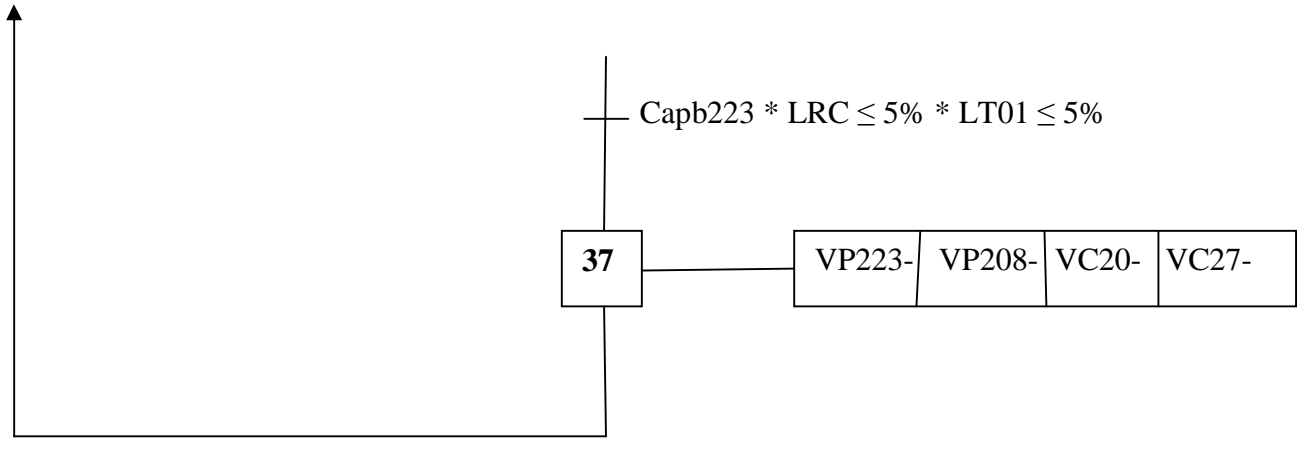 Capb223 * LRC ≤ 5% * LT01 ≤ 5%
37 VP223- VP208- VC20- VC27-